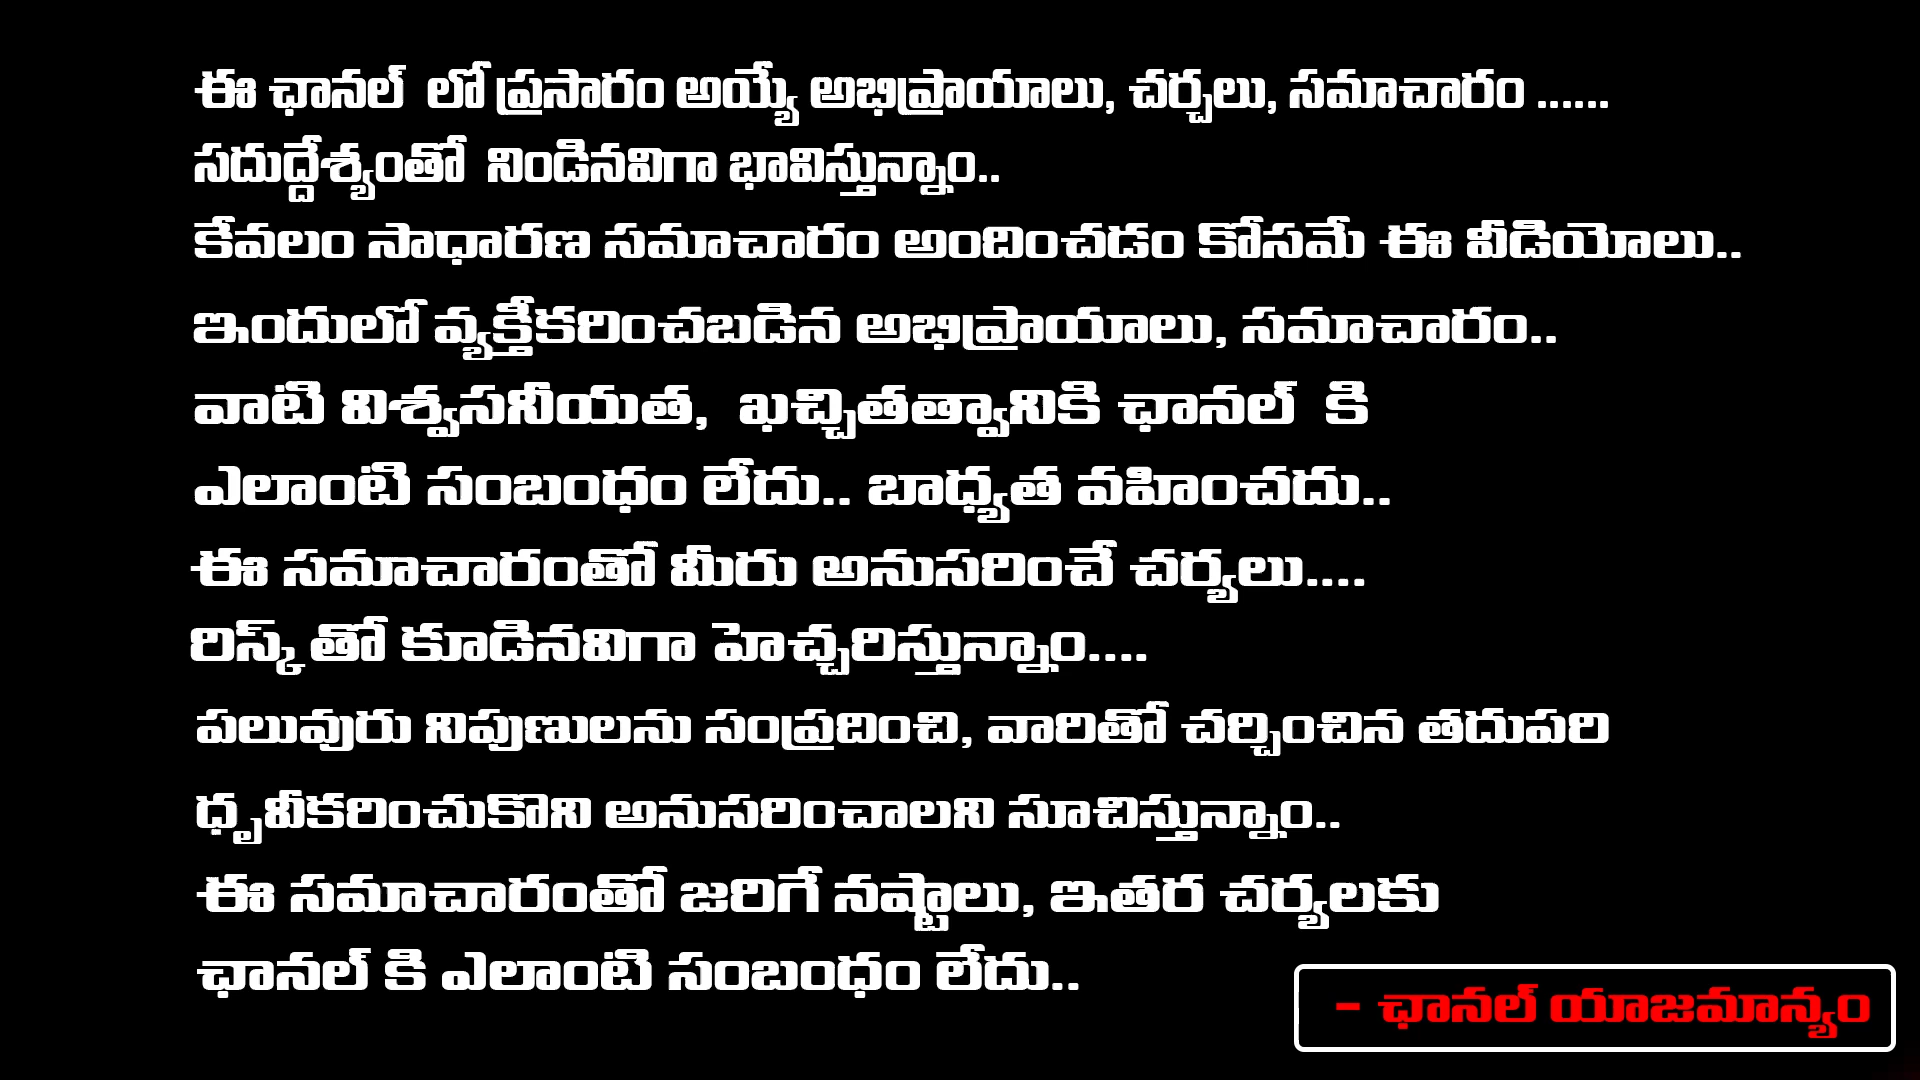 ఈ ఛానల్ లో ప్రసారం అయ్యే అభిప్రాయాలు, చర్చలు, సమాచారం ......
సదుద్దేశ్యంతో నిండినవిగా భావిస్తున్నాం..
కేవలం సాధారణ సమాచారం అందించడం కోసమే ఈ వీడియోలు..
ఇందులో వ్యక్తీకరించబడిన అభిప్రాయాలు, సమాచారం..
వాటి విశ్వసనీయత, ఖచ్చితత్వానికి ఛానల్ కి
ఎలాంటి సంబంధం లేదు.. బాధ్యత వహించదు..
ఈ సమాచారంతో మీరు అనుసరించే చర్యలు....
రిస్క్ తో కూడినవిగా హెచ్చరిస్తున్నాం....
పలువురు నిపుణులను సంప్రదించి, వారితో చర్చించిన తదుపరి
ధృవీకరించుకొని అనుసరించాలని సూచిస్తున్నాం..
ఈ సమాచారంతో జరిగే నష్టాలు, ఇతర చర్యలకు
ఛానల్ కి ఎలాంటి సంబంధం లేదు..
- ఛానల్ యాజమాన్యం